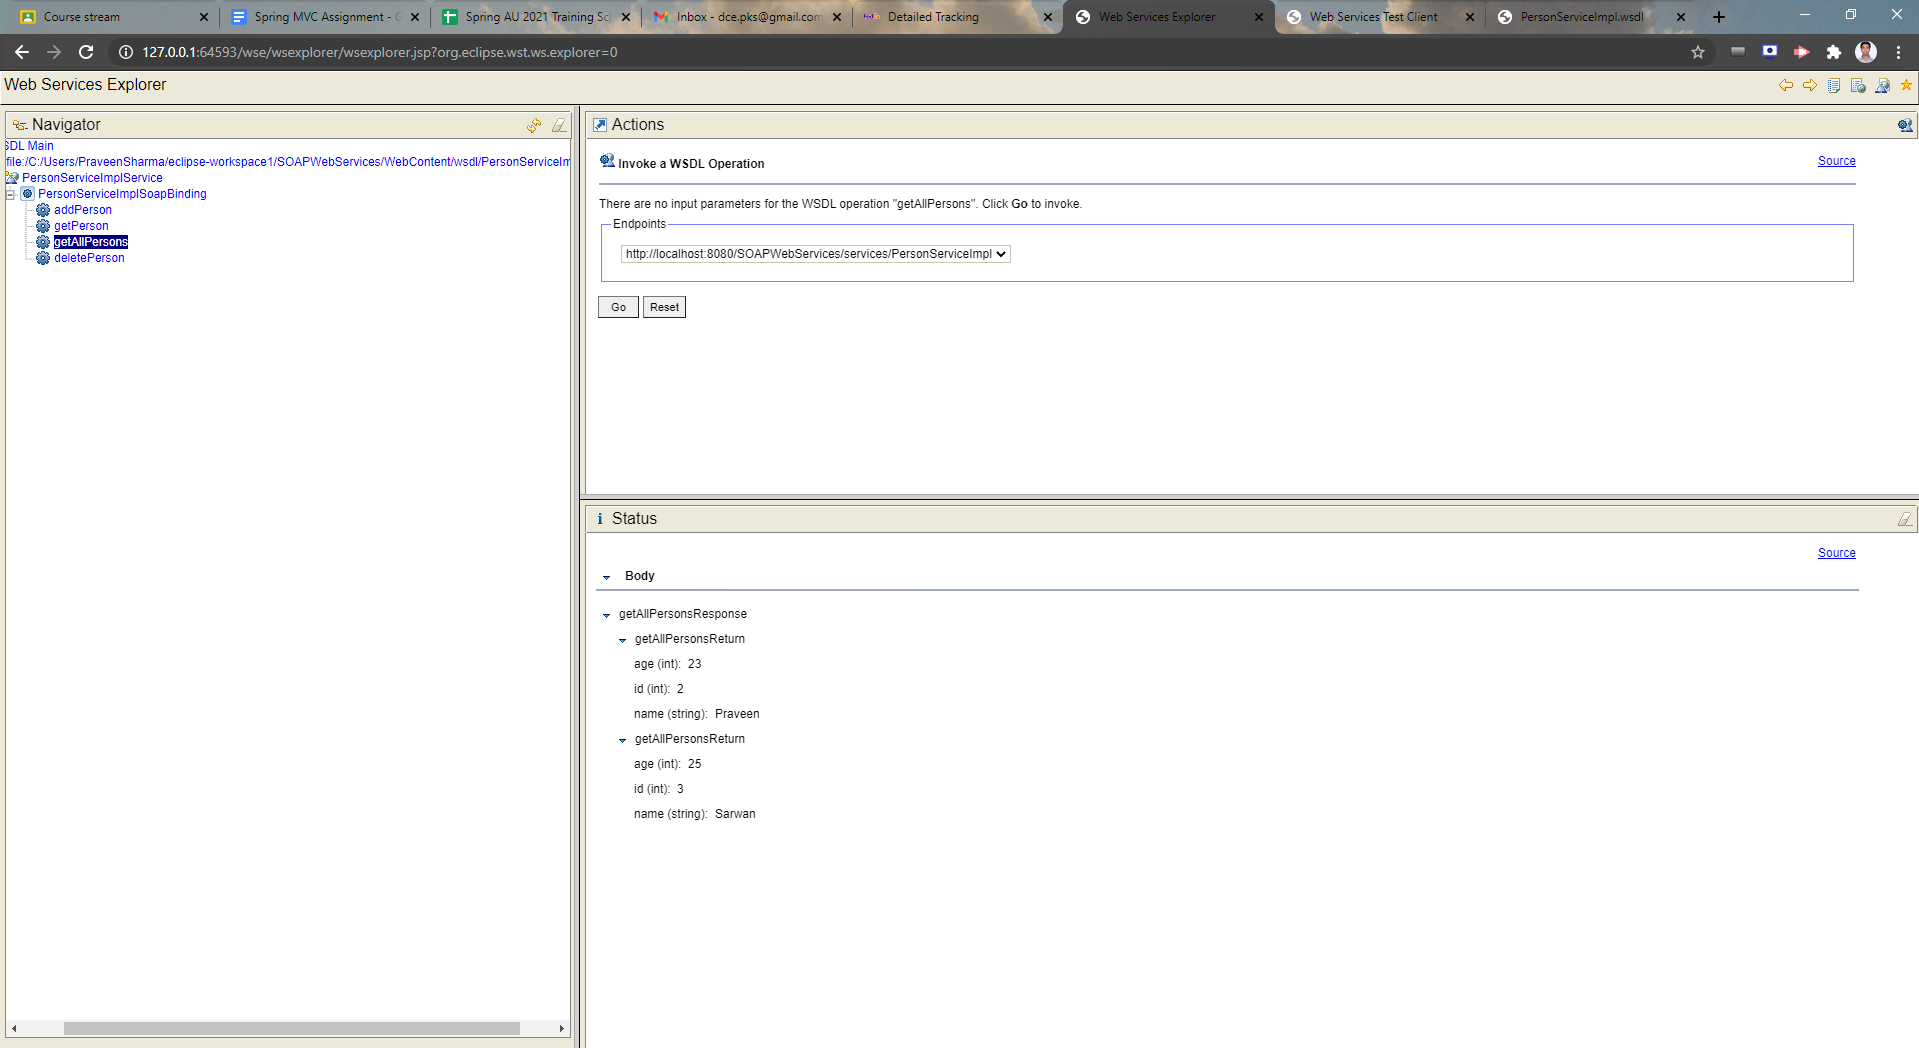 Course stream
Spring MVC Assignment - G
Spring AU 2021 Training Sc
Inbox - dce.pks@gmail.com
FedEx
Detailed Tracking
Web Services Explorer
Web Services Test Client
PersonServiceImpl.wsdl
127.0.0.1:64593/wse/wsexplorer/wsexplorer.jsp?org.eclipse.wst.ws.explorer=0
Web Services Explorer
Navigator
SDL Main
file:/C:/Users/PraveenSharma/eclipse-workspace1/SOAPWebServices/WebContent/wsdl/PersonServiceIm
PersonServiceImplService
PersonServiceImplSoapBinding
addPerson
getPerson
getAllPersons
deletePerson
Actions
Invoke a WSDL Operation
Source
There are no input parameters for the WSDL operation "getAllPersons". Click Go to invoke.
Endpoints
http://localhost:8080/SOAPWebServices/services/PersonServiceImpl
Go
Reset
i Status
Source
Body
getAllPersonsResponse
getAllPersonsReturn
age (int): 23
id (int): 2
name (string): Praveen
getAllPersonsReturn
age (int): 25
id (int): 3
name (string): Sarwan